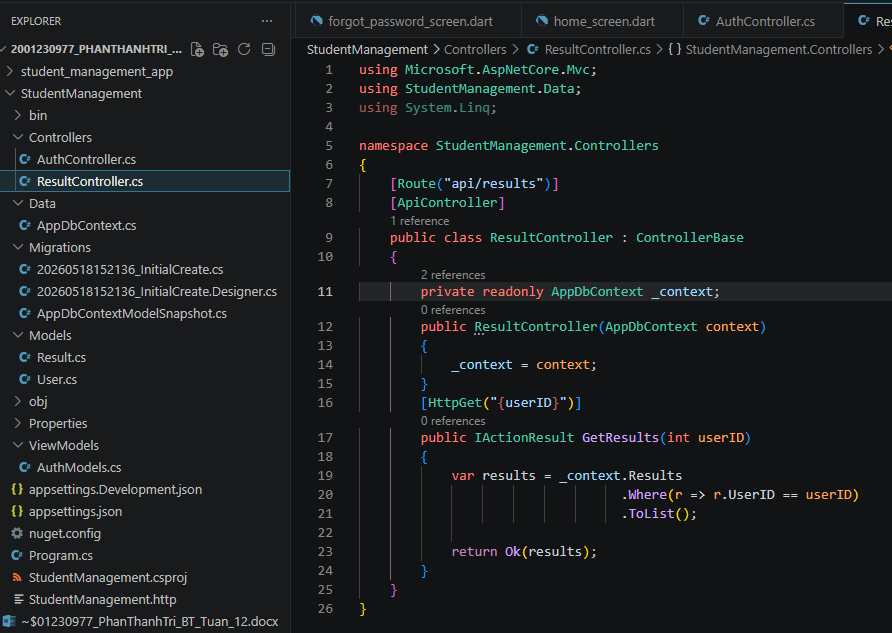 EXPLORER
...
2001230977_PHANTHANHTRI_...
student_management_app
StudentManagement
bin
Controllers
AuthController.cs
ResultController.cs
Data
AppDbContext.cs
Migrations
20260518152136_InitialCreate.cs
20260518152136_InitialCreate.Designer.cs
AppDbContextModelSnapshot.cs
Models
Result.cs
User.cs
obj
Properties
ViewModels
AuthModels.cs
{} appsettings.Development.json
{} appsettings.json
nuget.config
Program.cs
StudentManagement.csproj
StudentManagement.http
~$01230977_PhanThanhTri_BT_Tuan_12.docx
forgot_password_screen.dart
home_screen.dart
C# AuthController.cs
C# Res
StudentManagement > Controllers > C# ResultController.cs > { } StudentManagement.Controllers >
1 using Microsoft.AspNetCore.Mvc;
2 using StudentManagement.Data;
3 using System.Linq;
4
5 namespace StudentManagement.Controllers
6 {
7 [Route("api/results")]
8 [ApiController]
1 reference
9 public class ResultController : ControllerBase
10 {
2 references
11 private readonly AppDbContext _context;
0 references
12 public ResultController(AppDbContext context)
13 {
14 _context = context;
15 }
16 [HttpGet("{userID}")]
0 references
17 public IActionResult GetResults(int userID)
18 {
19 var results = _context.Results
20 .Where(r => r.UserID == userID)
21 .ToList();
22
23 return Ok(results);
24 }
25 }
26 }